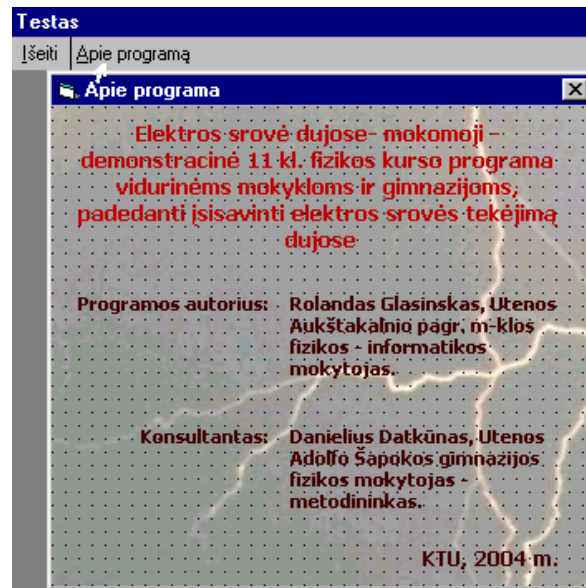 Testas
Išeiti Apie programą
Apie programa
Elektros srovė dujose- mokomoji -
demonstracinė 11 kl. fizikos kurso programa
vidurinėms mokykloms ir gimnazijoms,
padedanti įsisavinti elektros srovės tekėjimą
dujose
Programos autorius: Rolandas Glasinskas, Utenos
Aukštakalnio pagr. m-klos
fizikos - informatikos
mokytojas.
Konsultantas: Danielius Datkūnas, Utenos
Adolfo Šapokos gimnazijos
fizikos mokytojas -
metodininkas.
KTU, 2004 m.